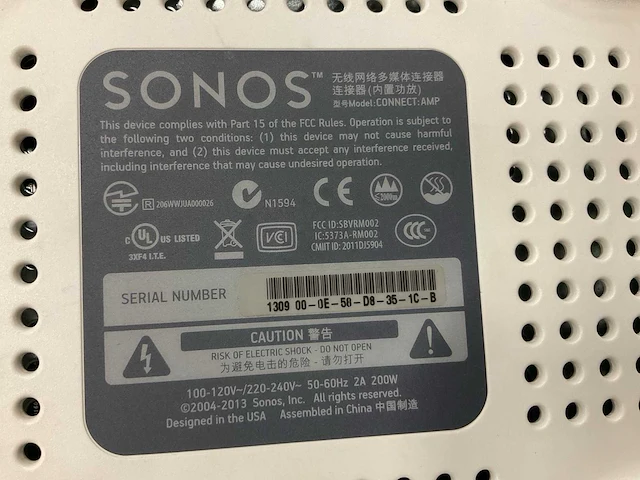 SONOS™
无线网络多媒体连接器
连接器(内置功放)
型号Model:CONNECT:AMP
This device complies with Part 15 of the FCC Rules. Operation is subject to
the following two conditions: (1) this device may not cause harmful
interference, and (2) this device must accept any interference received,
including interference that may cause undesired operation.
R 206WWJUA000026
N1594
CE
≤2000m
C UL US LISTED
3XF4 I.T.E.
VCI
FCC ID:SBVRM002
IC:5373A-RM002
CMIIT ID:2011DJ5904
CCC
SERIAL NUMBER
1309 00-0E-58-D8-35-1C-B
CAUTION 警告
RISK OF ELECTRIC SHOCK - DO NOT OPEN
为避免电击的危险 - 请勿打开
100-120V~/220-240V~ 50-60Hz 2A 200W
©2004-2013 Sonos, Inc. All rights reserved.
Designed in the USA Assembled in China 中国制造